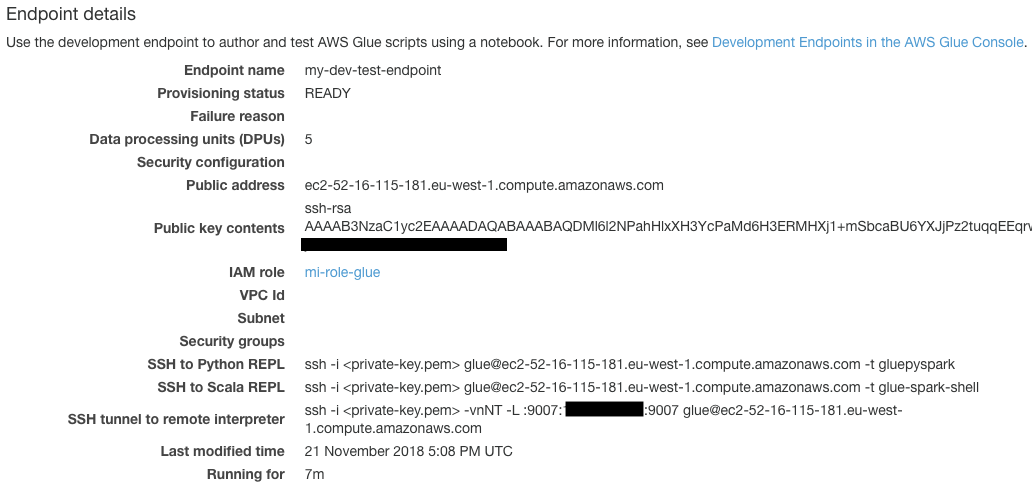 Endpoint details
Use the development endpoint to author and test AWS Glue scripts using a notebook. For more information, see Development Endpoints in the AWS Glue Console.
Endpoint name my-dev-test-endpoint
Provisioning status READY
Failure reason
Data processing units (DPUs) 5
Security configuration
Public address ec2-52-16-115-181.eu-west-1.compute.amazonaws.com
ssh-rsa
Public key contents AAAAB3NzaC1yc2EAAAADAQABAAABAQDMl6l2NPahHlxXH3YcPaMd6H3ERMHXj1+mSbcaBU6YXJjPz2tuqqEEqrv
IAM role mi-role-glue
VPC Id
Subnet
Security groups
SSH to Python REPL ssh -i <private-key.pem> glue@ec2-52-16-115-181.eu-west-1.compute.amazonaws.com -t gluepyspark
SSH to Scala REPL ssh -i <private-key.pem> glue@ec2-52-16-115-181.eu-west-1.compute.amazonaws.com -t glue-spark-shell
SSH tunnel to remote interpreter ssh -i <private-key.pem> -vnNT -L :9007: :9007 glue@ec2-52-16-115-181.eu-west-
1.compute.amazonaws.com
Last modified time 21 November 2018 5:08 PM UTC
Running for 7m